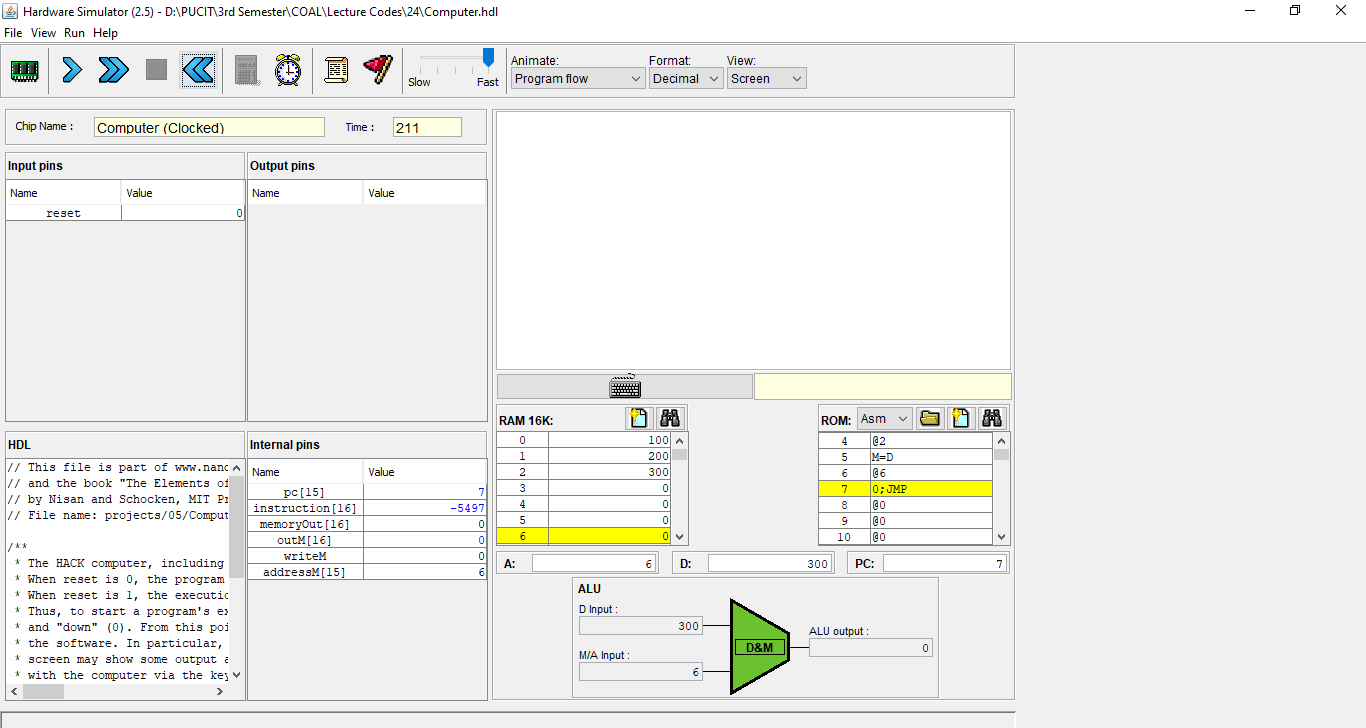 Hardware Simulator (2.5) - D:\PUCIT\3rd Semester\COAL\Lecture Codes\24\Computer.hdl
File View Run Help
Slow Fast
Animate: Format: View:
Program flow Decimal Screen
Chip Name : Computer (Clocked) Time : 211
Input pins
Name Value
reset 0
Output pins
Name Value
HDL
// This file is part of www.nand
// and the book "The Elements of
// by Nisan and Schocken, MIT Pr
// File name: projects/05/Comput
/**
* The HACK computer, including
* When reset is 0, the program
* When reset is 1, the executio
* Thus, to start a program's ex
* and "down" (0). From this poi
* the software. In particular,
* screen may show some output a
* with the computer via the key
Internal pins
Name Value
pc[15] 7
instruction[16] -5497
memoryOut[16] 0
outM[16] 0
writeM 0
addressM[15] 6
RAM 16K:
0 100
1 200
2 300
3 0
4 0
5 0
6 0
ROM: Asm
4 @2
5 M=D
6 @6
7 0;JMP
8 @0
9 @0
10 @0
A: 6 D: 300 PC: 7
ALU
D Input :
300
M/A Input :
6
D&M
ALU output :
0